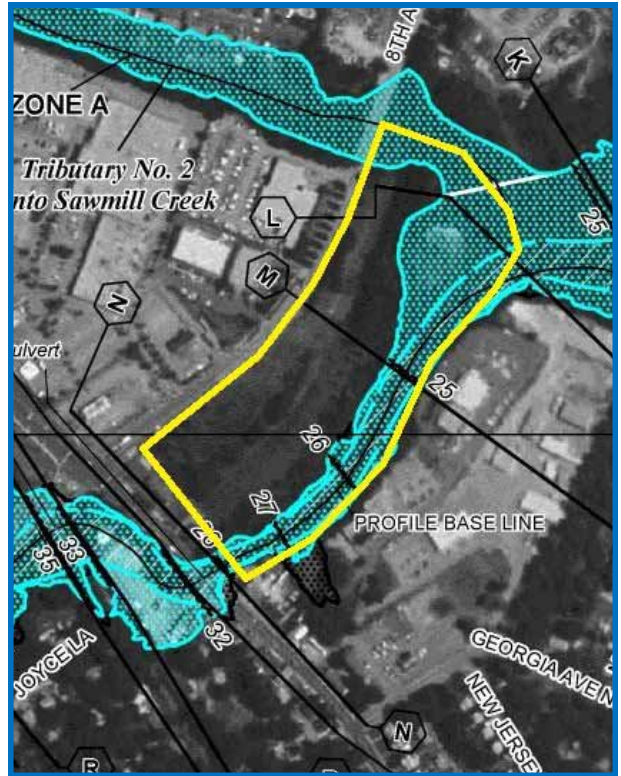 8TH A
K
ZONE A
Tributary No. 2
nto Sawmill Creek
L
25
M
N
ulvert
25
26
27
PROFILE BASE LINE
28
33
35
32
GEORGIA AVE N
JOYCE LA
NEW JERSE
N